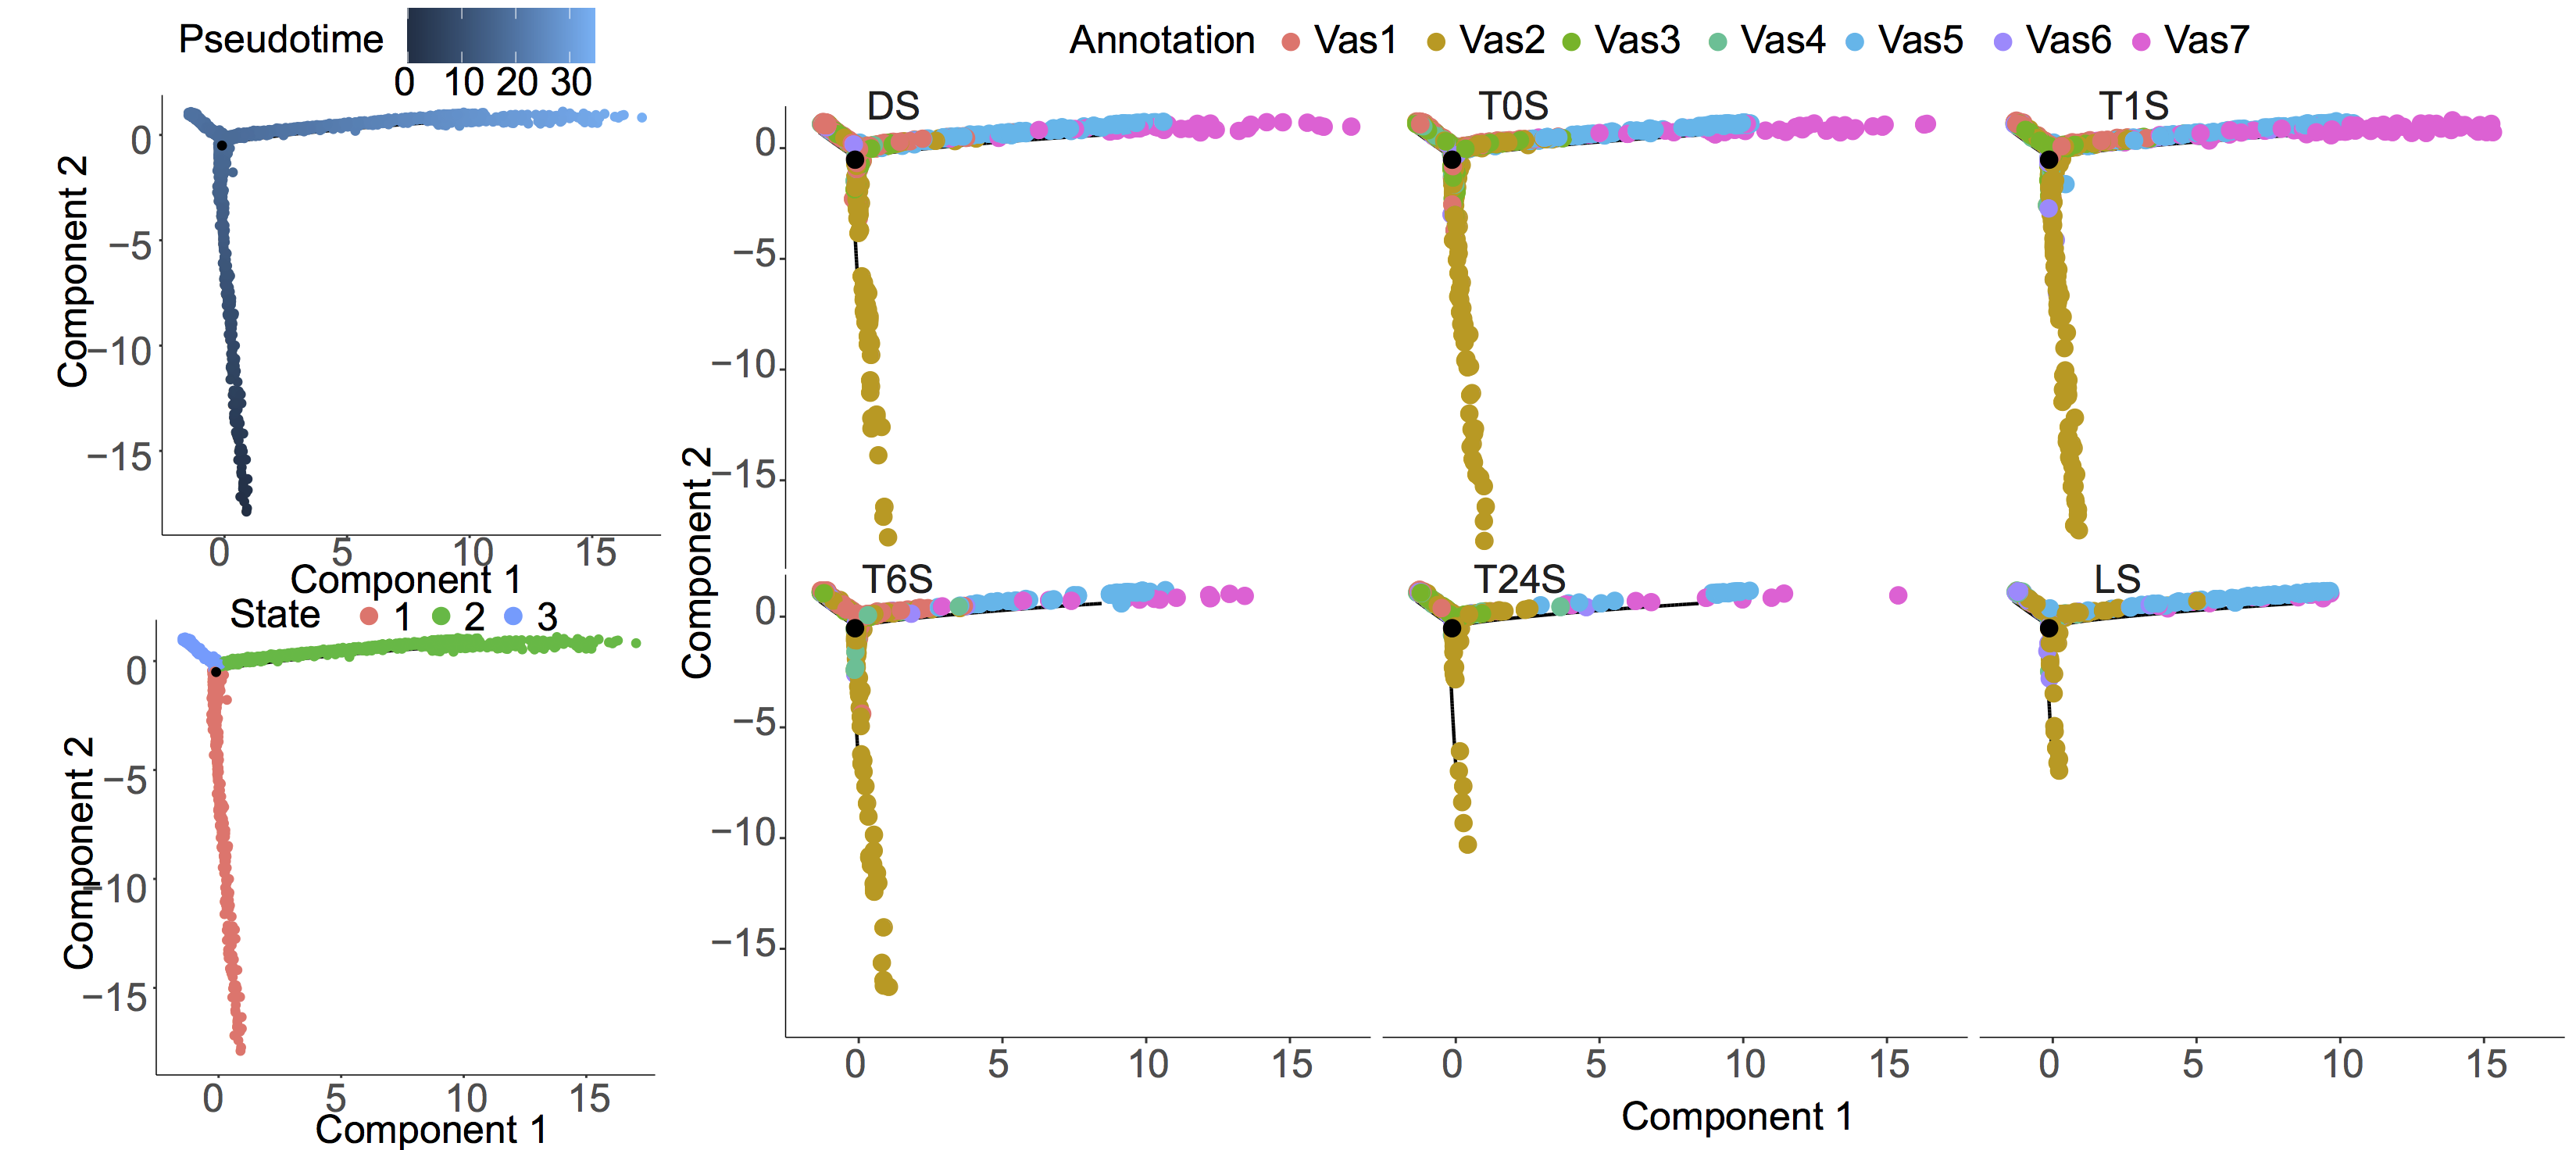 Pseudotime
0 10 20 30
Component 2
0
−5
−10
−15
0 5 10 15
Component 1
State 1 2 3
Component 2
0
−5
−10
−15
0 5 10 15
Component 1
Annotation Vas1 Vas2 Vas3 Vas4 Vas5 Vas6 Vas7
DS T0S T1S
0
−5
−10
−15
Component 2
T6S T24S LS
0
−5
−10
−15
0 5 10 15 0 5 10 15 0 5 10 15
Component 1